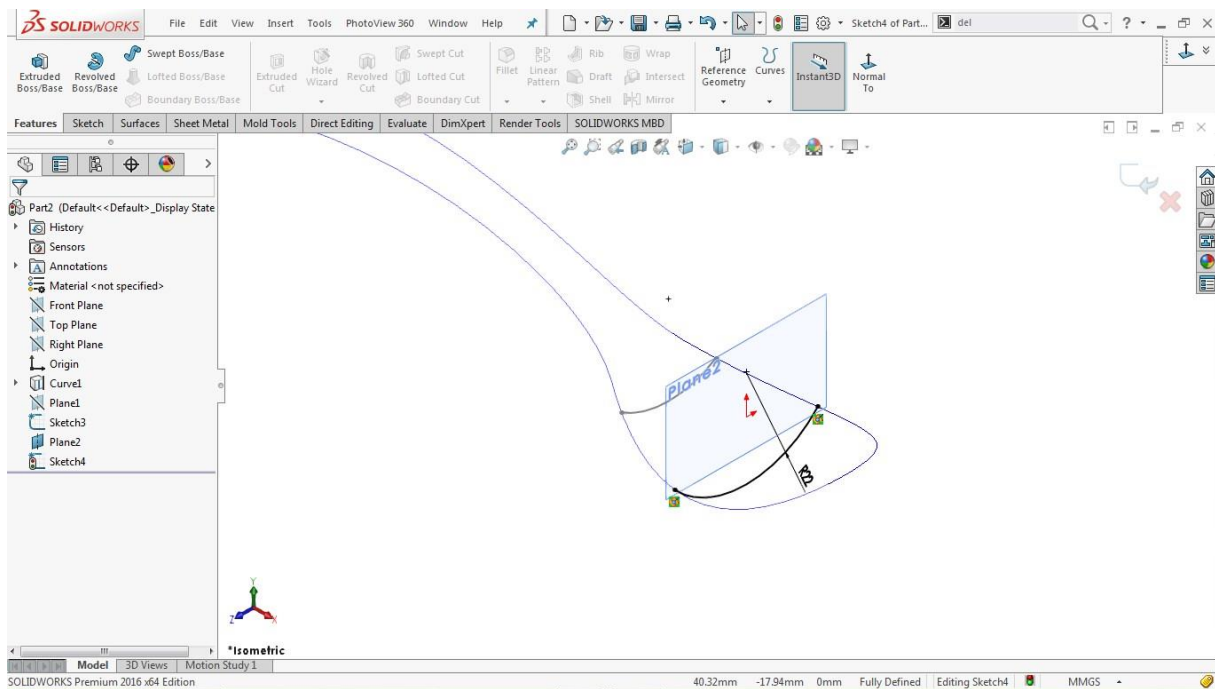 SOLIDWORKS File Edit View Insert Tools PhotoView 360 Window Help Sketch4 of Part... del ?
Extruded Boss/Base
Revolved Boss/Base
Swept Boss/Base
Lofted Boss/Base
Boundary Boss/Base
Extruded Cut
Hole Wizard
Revolved Cut
Swept Cut
Lofted Cut
Boundary Cut
Fillet
Linear Pattern
Rib
Draft
Shell
Wrap
Intersect
Mirror
Reference Geometry
Curves
Instant3D
Normal To
Features Sketch Surfaces Sheet Metal Mold Tools Direct Editing Evaluate DimXpert Render Tools SOLIDWORKS MBD
Part2 (Default<<Default>_Display State
History
Sensors
Annotations
Material <not specified>
Front Plane
Top Plane
Right Plane
Origin
Curve1
Plane1
Sketch3
Plane2
Sketch4
Plane2
Y
Z
X
*Isometric
Model 3D Views Motion Study 1
SOLIDWORKS Premium 2016 x64 Edition 40.32mm -17.94mm 0mm Fully Defined Editing Sketch4 MMGS